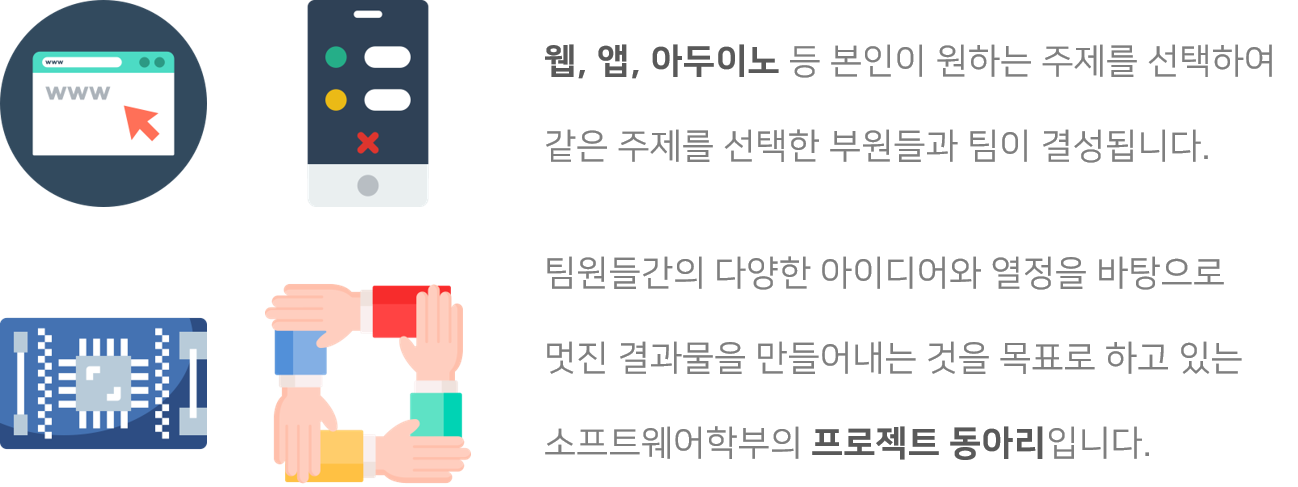 www
www
웹, 앱, 아두이노 등 본인이 원하는 주제를 선택하여
같은 주제를 선택한 부원들과 팀이 결성됩니다.
팀원들간의 다양한 아이디어와 열정을 바탕으로
멋진 결과물을 만들어내는 것을 목표로 하고 있는
소프트웨어학부의 프로젝트 동아리입니다.